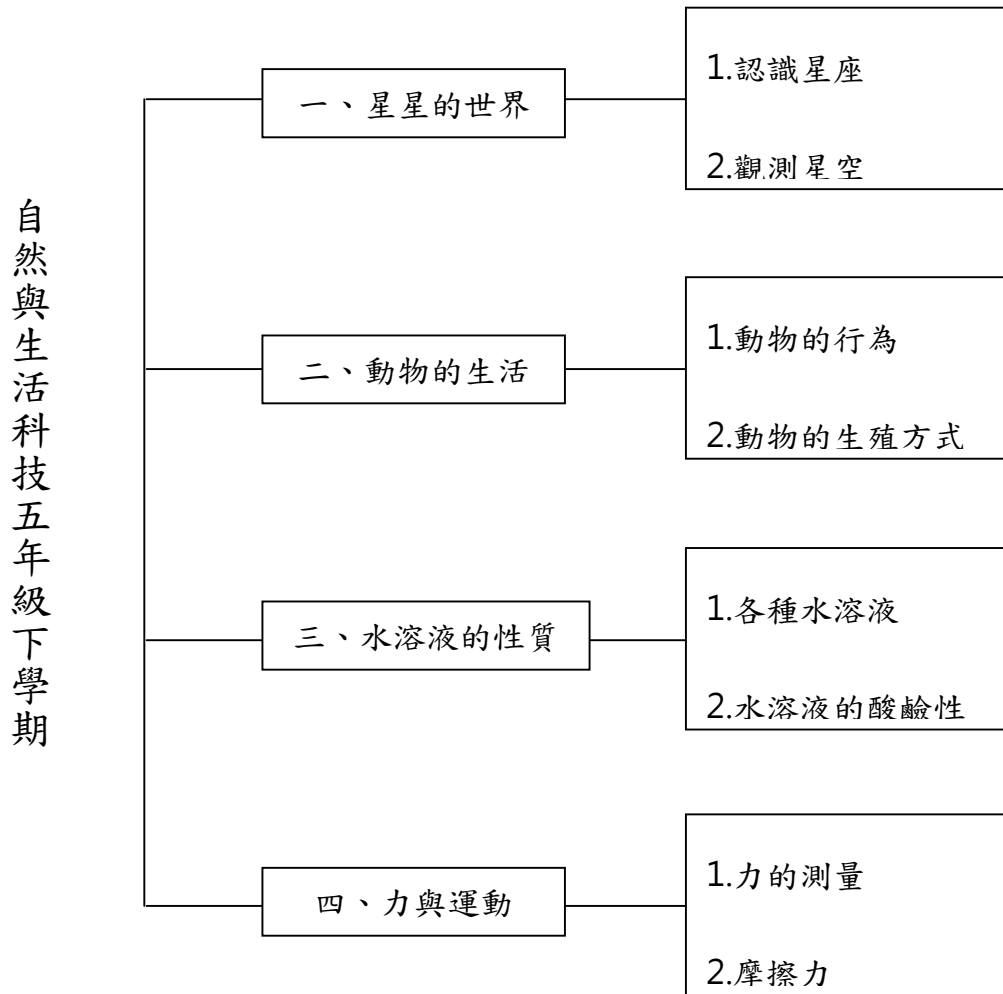 自然與生活科技五年級下學期
一、星星的世界
1.認識星座
2.觀測星空
二、動物的生活
1.動物的行為
2.動物的生殖方式
三、水溶液的性質
1.各種水溶液
2.水溶液的酸鹼性
四、力與運動
1.力的測量
2.摩擦力